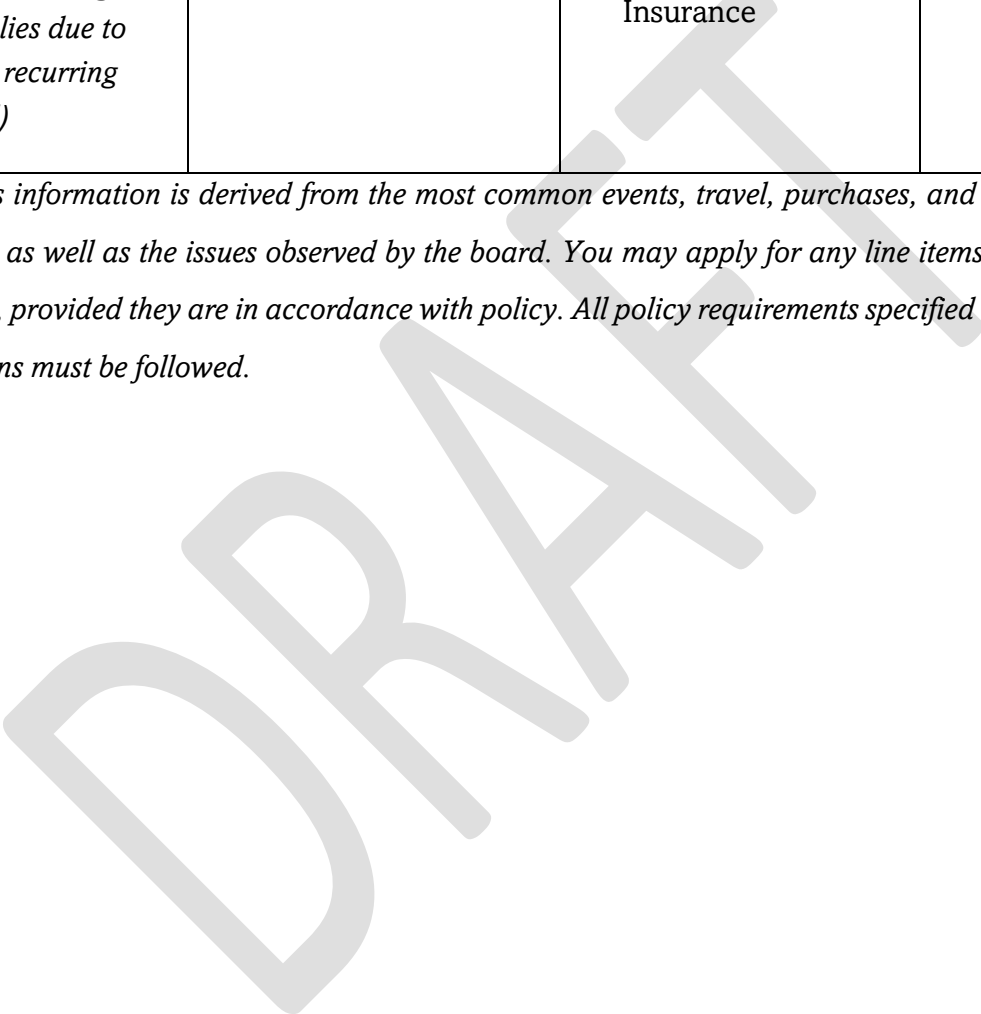 Insurance
lies due to
recurring
)
information is derived from the most common events, travel, purchases, and
as well as the issues observed by the board. You may apply for any line items
, provided they are in accordance with policy. All policy requirements specified
must be followed.
DRAFT